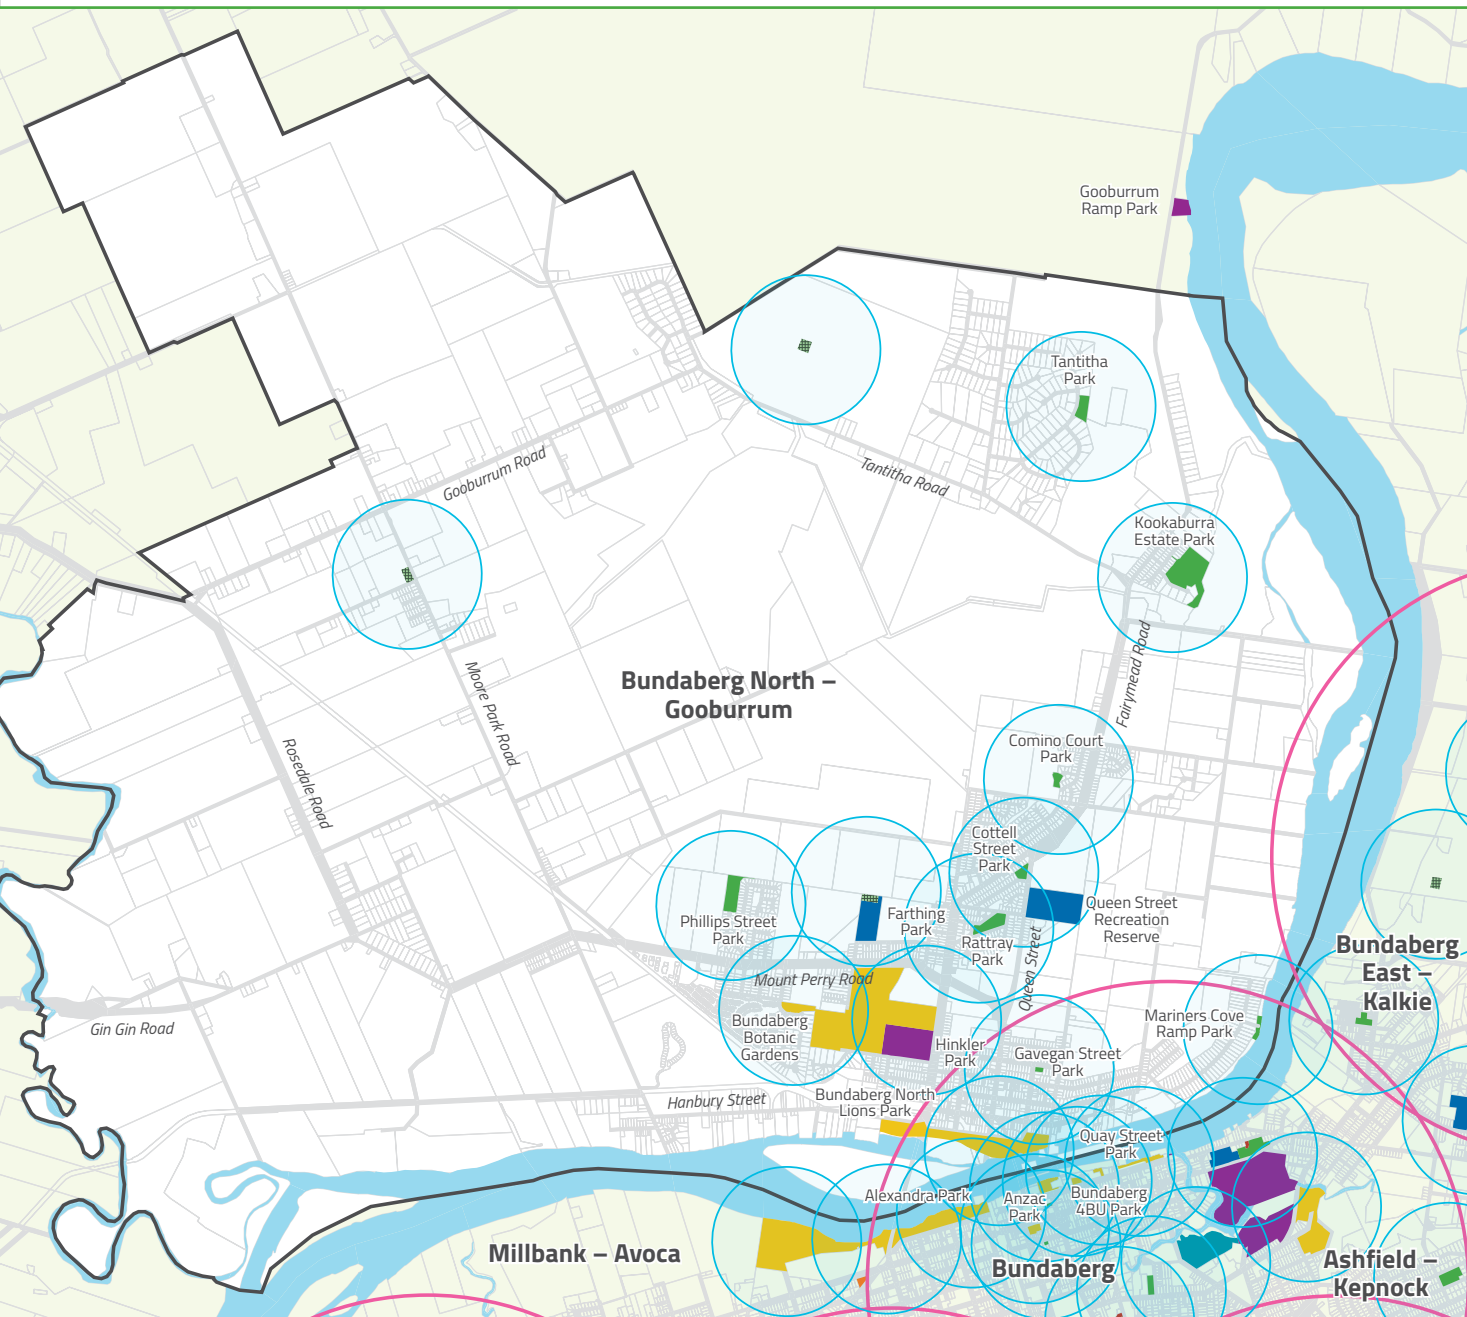 Gooburrum
Ramp Park
Tantitha
Park
Gooburrum Road
Tantitha Road
Kookaburra
Estate Park
Fairymead Road
Moore Park Road
Bundaberg North –
Gooburrum
Rosedale Road
Comino Court
Park
Cottell
Street
Park
Phillips Street
Park
Farthing
Park
Rattray
Park
Queen Street
Recreation
Reserve
Queen Street
Bundaberg
East –
Kalkie
Mount Perry Road
Gin Gin Road
Bundaberg
Botanic
Gardens
Hinkler
Park
Gavegan Street
Park
Mariners Cove
Ramp Park
Hanbury Street
Bundaberg North
Lions Park
Quay Street
Park
Alexandra Park
Anzac
Park
Bundaberg
4BU Park
Millbank – Avoca
Bundaberg
Ashfield –
Kepnock